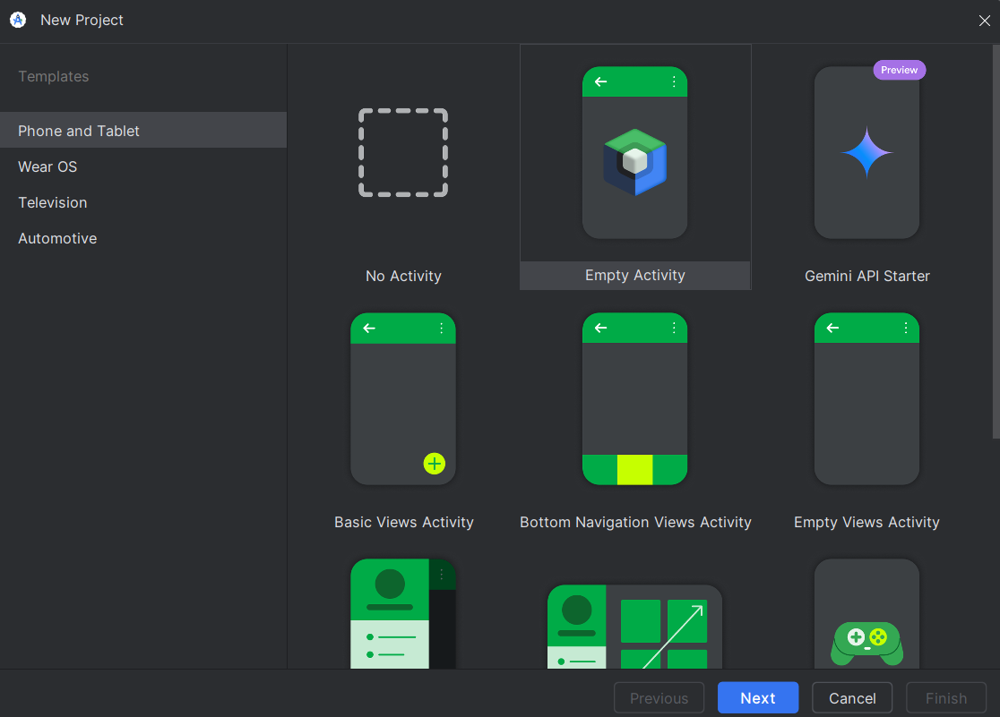 New Project
Templates
Phone and Tablet
Wear OS
Television
Automotive
No Activity
Empty Activity
Preview
Gemini API Starter
Basic Views Activity
Bottom Navigation Views Activity
Empty Views Activity
Previous
Next
Cancel
Finish